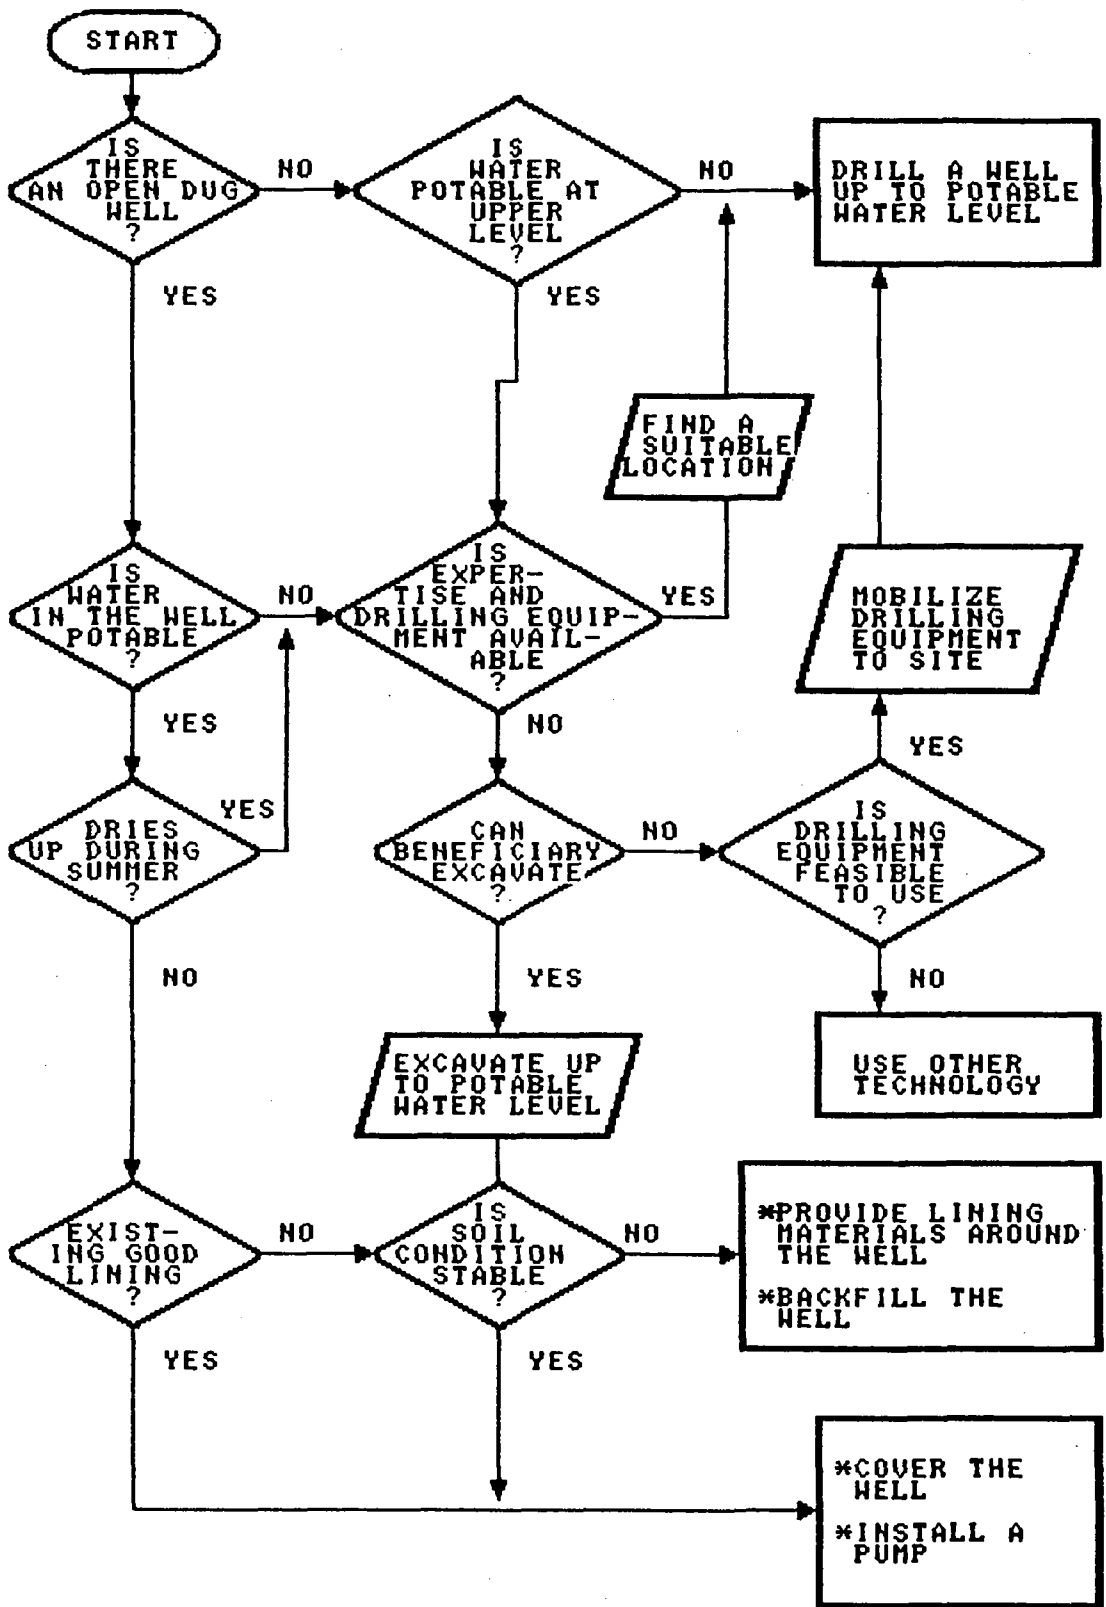 START
IS
THERE
AN OPEN DUG
WELL
?
NO
YES
IS
WATER
POTABLE AT
UPPER
LEVEL
?
NO
YES
DRILL A WELL
UP TO POTABLE
WATER LEVEL
FIND A
SUITABLE
LOCATION
IS
WATER
IN THE WELL
POTABLE
?
NO
YES
IS
EXPER-
TISE AND
DRILLING EQUIP-
MENT AVAIL-
ABLE
?
YES
NO
MOBILIZE
DRILLING
EQUIPMENT
TO SITE
YES
DRIES
UP DURING
SUMMER
?
YES
NO
CAN
BENEFICIARY
EXCAVATE
?
NO
YES
IS
DRILLING
EQUIPMENT
FEASIBLE
TO USE
?
NO
EXCAVATE UP
TO POTABLE
WATER LEVEL
USE OTHER
TECHNOLOGY
EXIST-
ING GOOD
LINING
?
NO
YES
IS
SOIL
CONDITION
STABLE
?
NO
YES
*PROVIDE LINING
MATERIALS AROUND
THE WELL
*BACKFILL THE
WELL
*COVER THE
WELL
*INSTALL A
PUMP